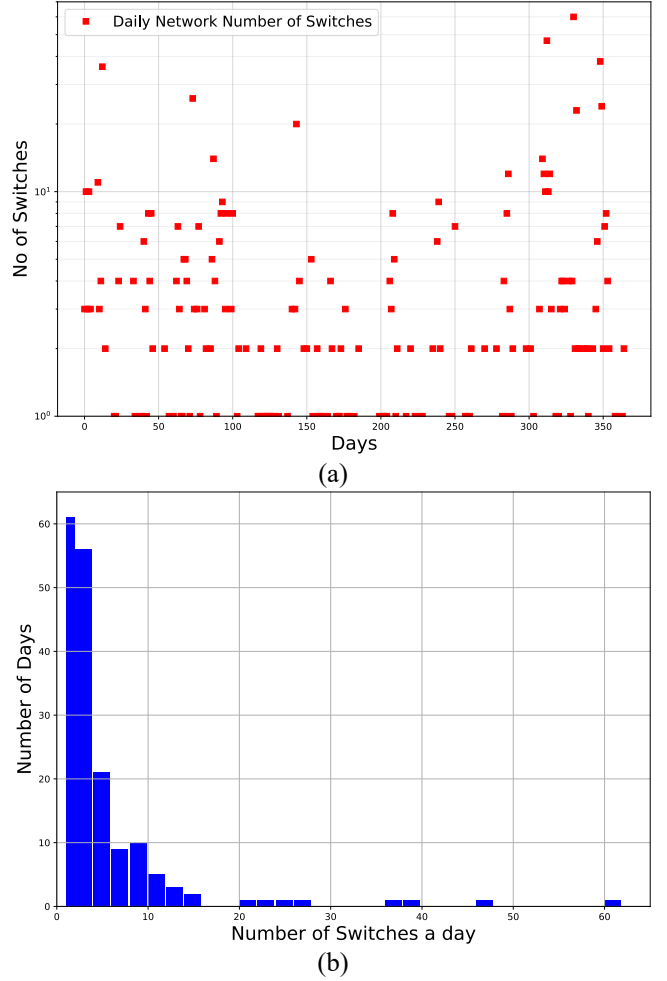 Daily Network Number of Switches
No of Switches
10¹
10⁰
0 50 100 150 200 250 300 350
Days
(a)
Number of Days
60
50
40
30
20
10
0
0 10 20 30 40 50 60
Number of Switches a day
(b)